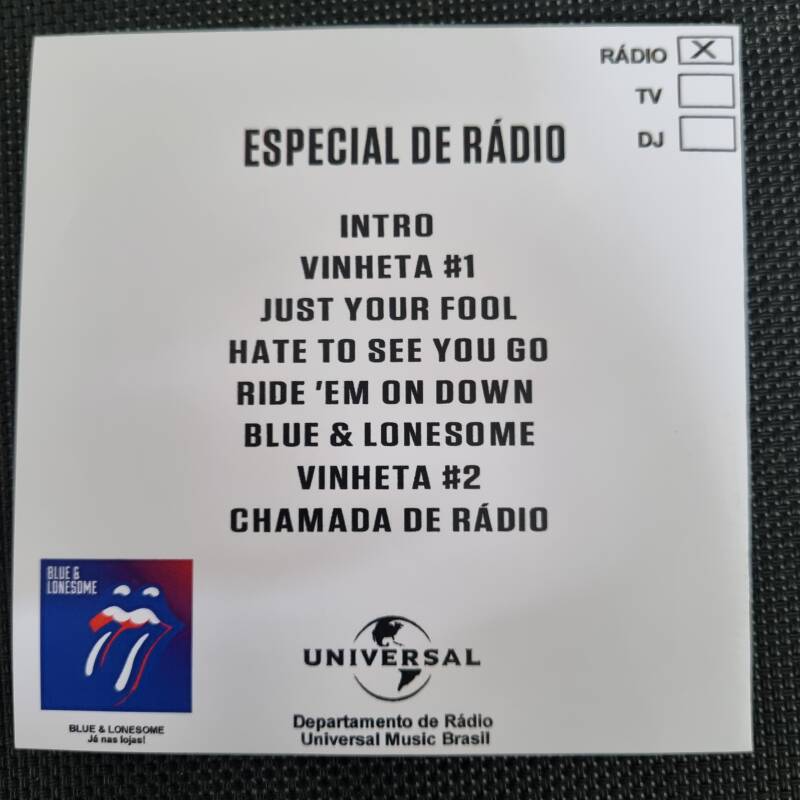 RÁDIO X
TV
DJ
ESPECIAL DE RÁDIO
INTRO
VINHETA #1
JUST YOUR FOOL
HATE TO SEE YOU GO
RIDE 'EM ON DOWN
BLUE & LONESOME
VINHETA #2
CHAMADA DE RÁDIO
BLUE &
LONESOME
BLUE & LONESOME
Já nas lojas!
UNIVERSAL
Departamento de Rádio
Universal Music Brasil